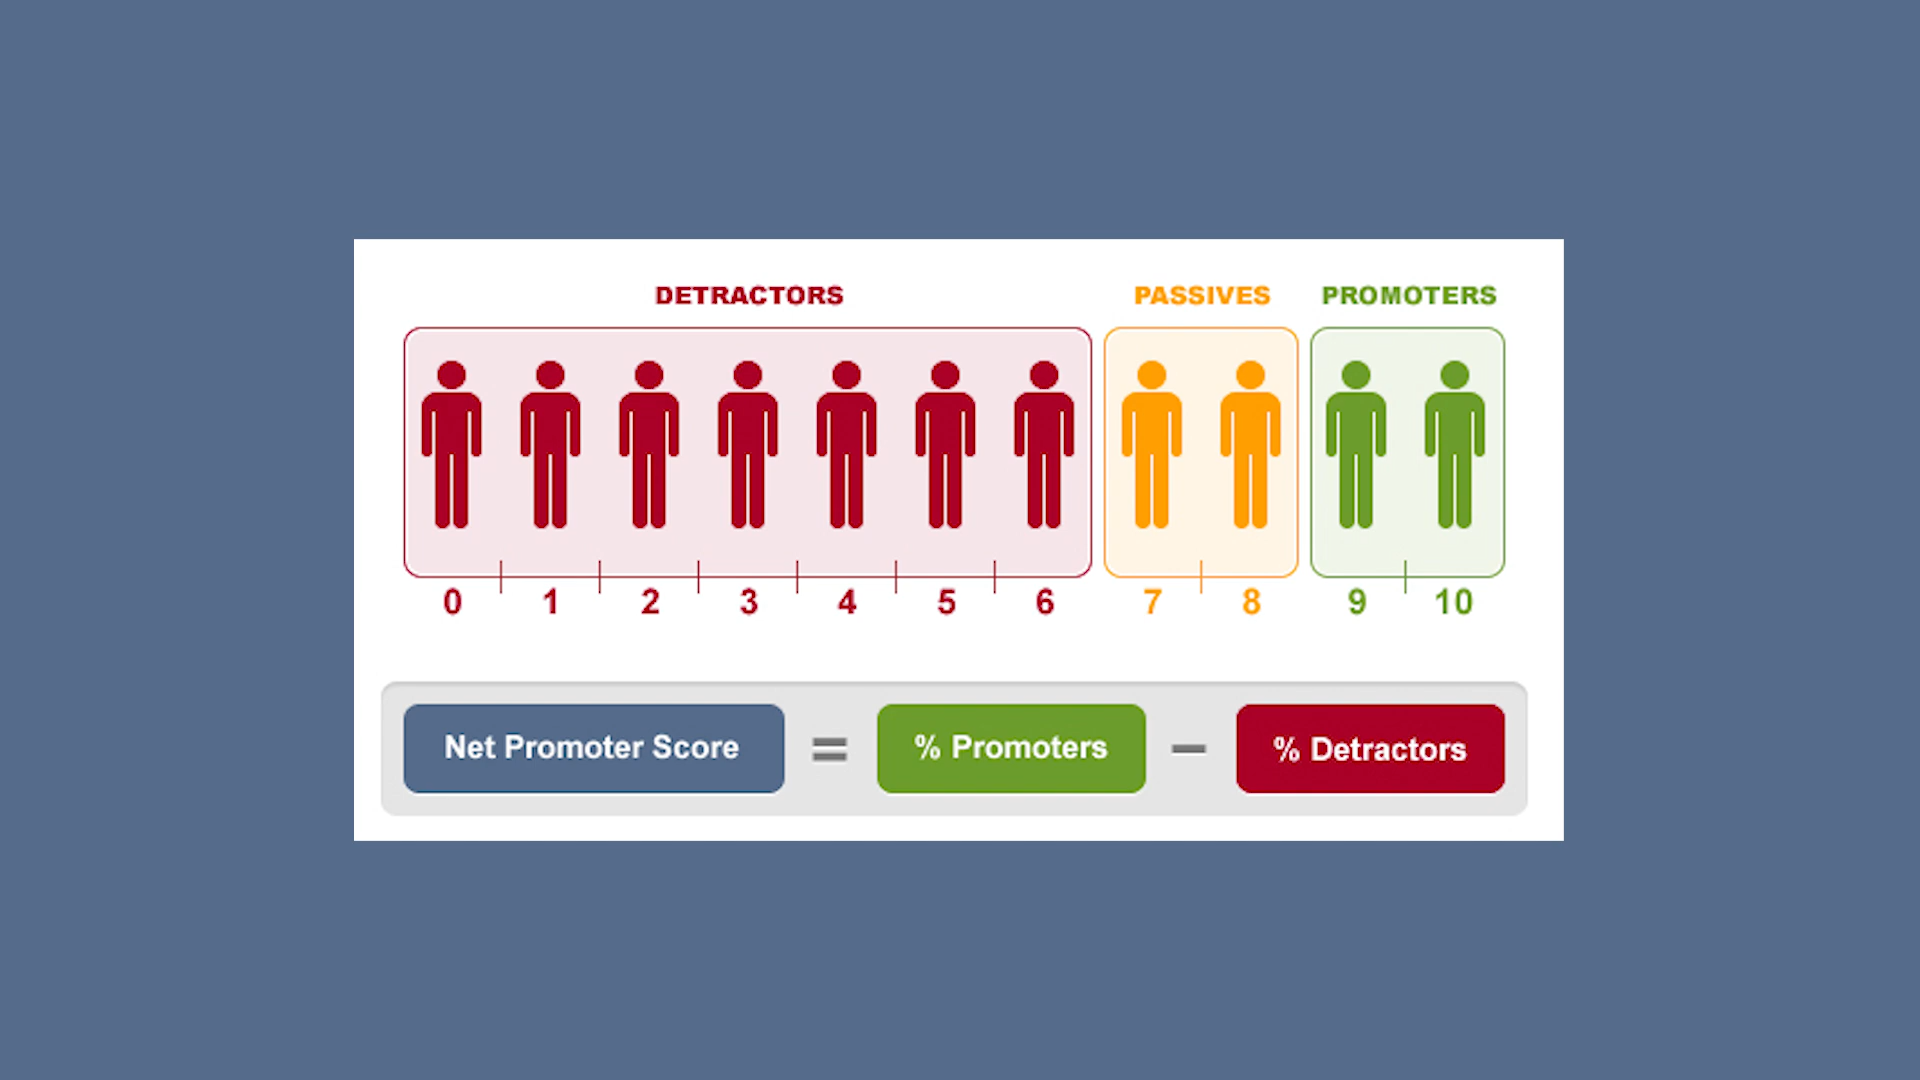 DETRACTORS PASSIVES PROMOTERS
0 1 2 3 4 5 6 7 8 9 10
Net Promoter Score = % Promoters − % Detractors